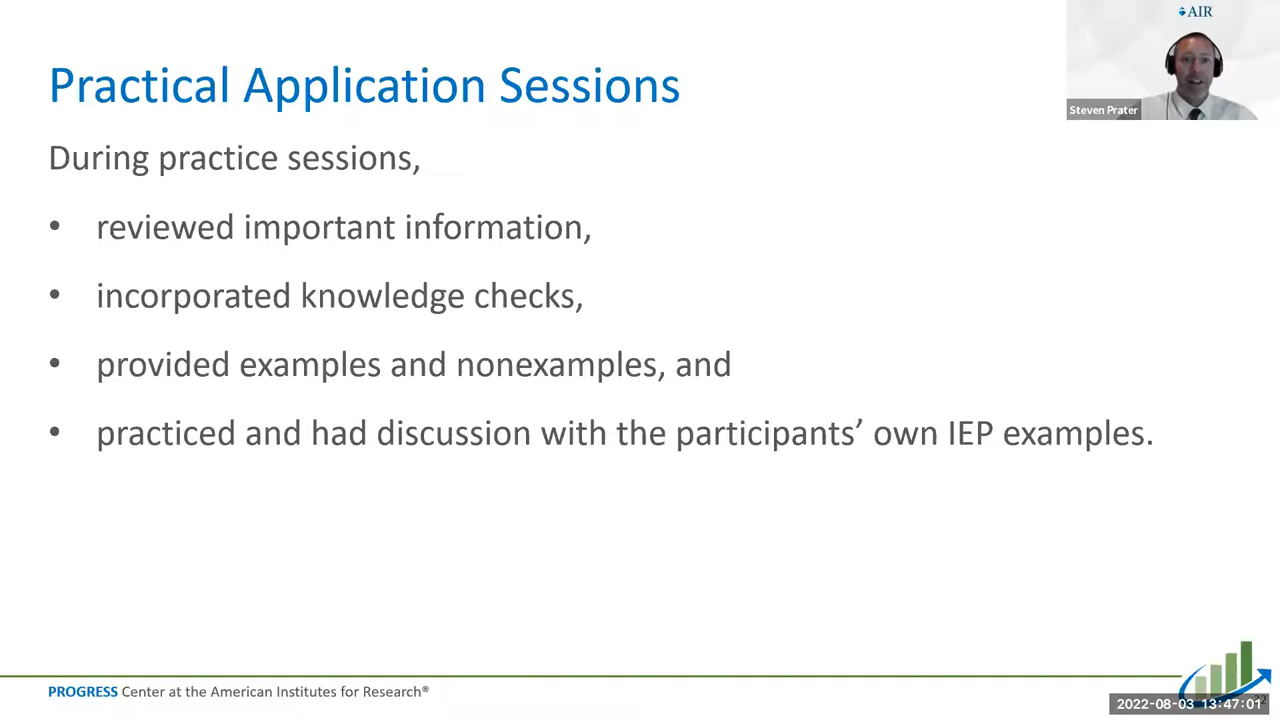 AIR
Practical Application Sessions
Steven Prater
During practice sessions,
• reviewed important information,
• incorporated knowledge checks,
• provided examples and nonexamples, and
• practiced and had discussion with the participants’ own IEP examples.
PROGRESS Center at the American Institutes for Research®
2022-08-03 13:47:01